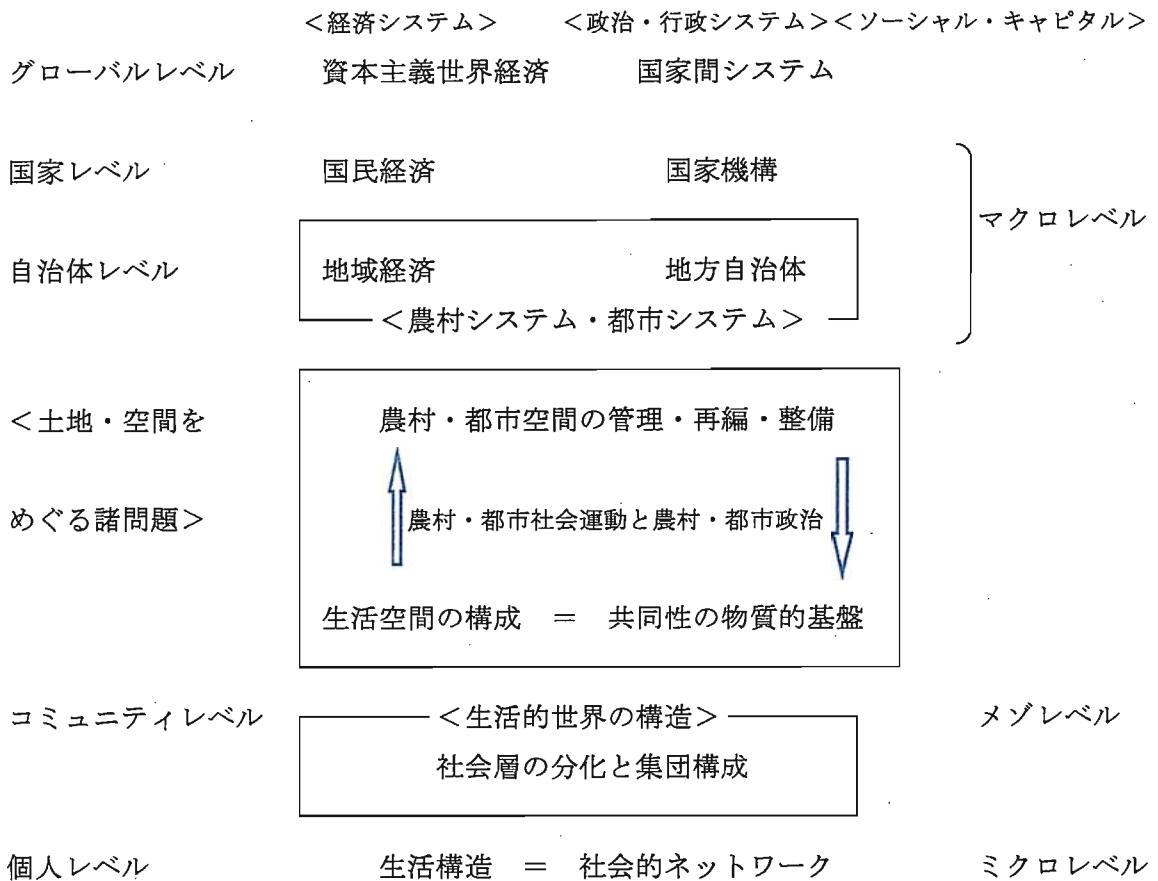 ＜経済システム＞ ＜政治・行政システム＞＜ソーシャル・キャピタル＞
グローバルレベル 資本主義世界経済 国家間システム
国家レベル 国民経済 国家機構
マクロレベル
自治体レベル 地域経済 地方自治体
＜農村システム・都市システム＞
＜土地・空間を 農村・都市空間の管理・再編・整備
めぐる諸問題＞ 農村・都市社会運動と農村・都市政治
生活空間の構成 ＝ 共同性の物質的基盤
コミュニティレベル ＜生活的世界の構造＞ メゾレベル
社会層の分化と集団構成
個人レベル 生活構造 ＝ 社会的ネットワーク ミクロレベル